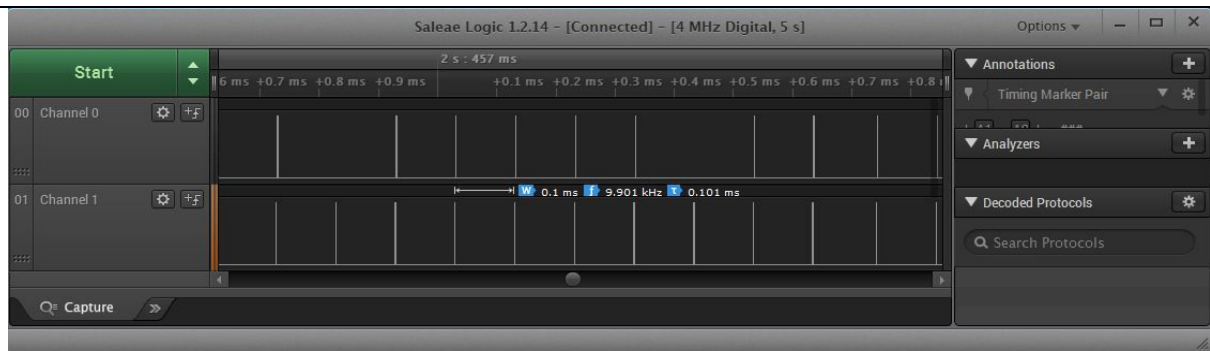 Saleae Logic 1.2.14 - [Connected] - [4 MHz Digital, 5 s]
Options
Start
2 s : 457 ms
6 ms +0.7 ms +0.8 ms +0.9 ms +0.1 ms +0.2 ms +0.3 ms +0.4 ms +0.5 ms +0.6 ms +0.7 ms +0.8
00 Channel 0
01 Channel 1
W 0.1 ms f 9.901 kHz T 0.101 ms
Capture
Annotations
Timing Marker Pair
Analyzers
Decoded Protocols
Search Protocols